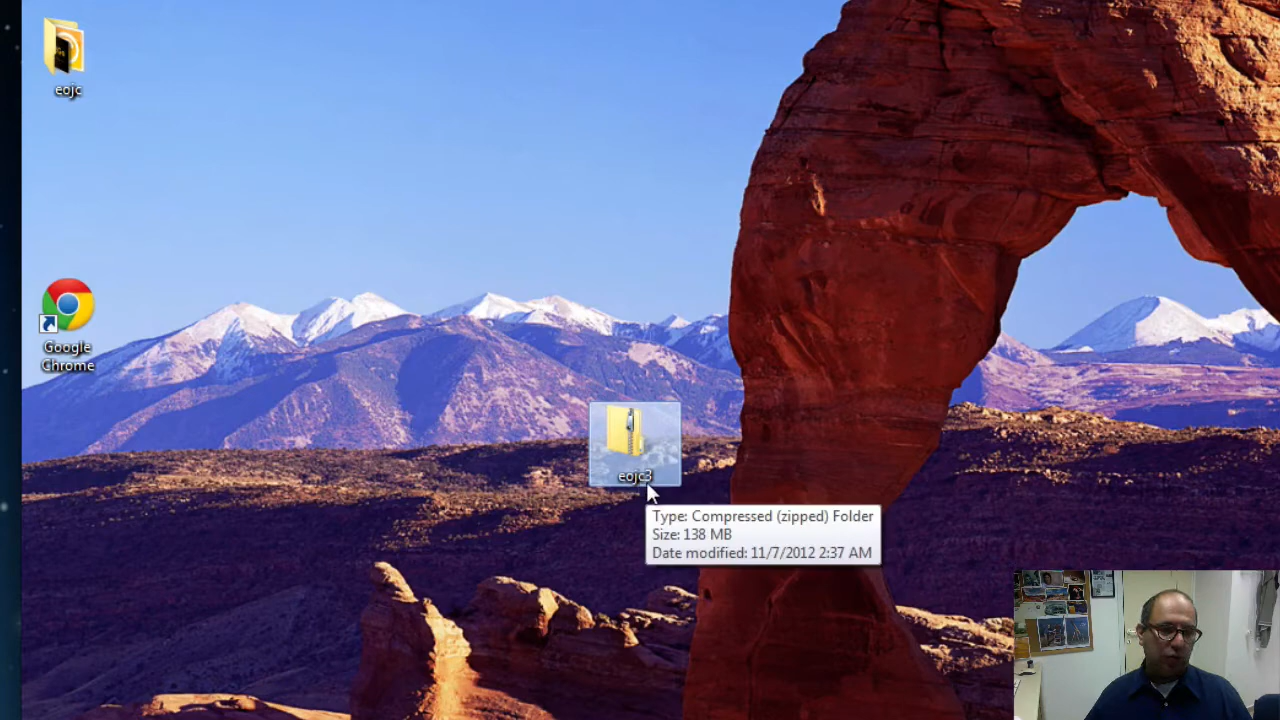 eojc
Google
Chrome
eojc3
Type: Compressed (zipped) Folder
Size: 138 MB
Date modified: 11/7/2012 2:37 AM